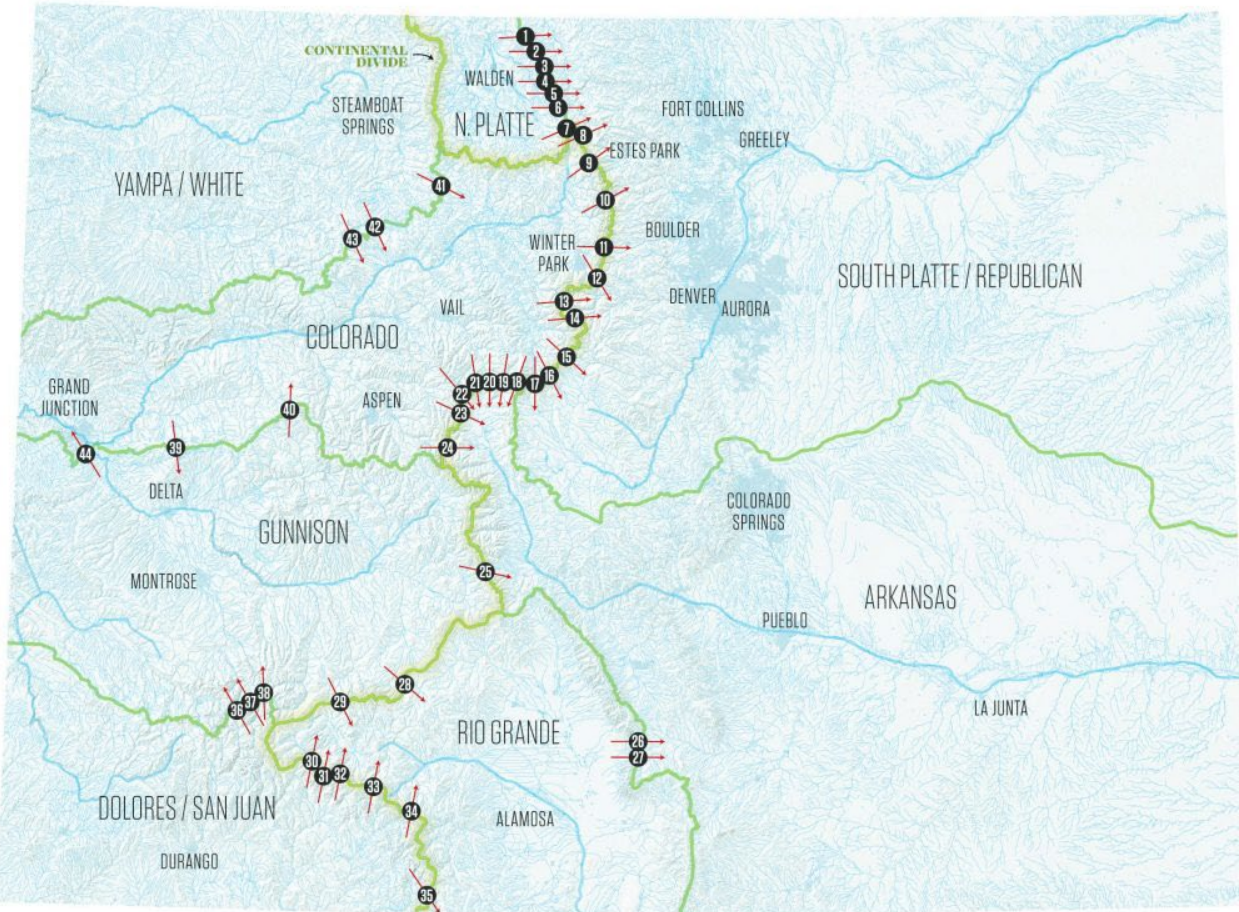 CONTINENTAL
DIVIDE
1
2
3
4
5
6
7
8
9
10
11
12
13
14
15
16
17
18
19
20
21
22
23
24
25
26
27
28
29
30
31
32
33
34
35
36
37
38
39
40
41
42
43
44
WALDEN
STEAMBOAT
SPRINGS
N. PLATTE
FORT COLLINS
GREELEY
ESTES PARK
YAMPA / WHITE
BOULDER
WINTER
PARK
SOUTH PLATTE / REPUBLICAN
DENVER
AURORA
VAIL
COLORADO
GRAND
JUNCTION
ASPEN
DELTA
COLORADO
SPRINGS
GUNNISON
MONTROSE
ARKANSAS
PUEBLO
LA JUNTA
RIO GRANDE
DOLORES / SAN JUAN
ALAMOSA
DURANGO